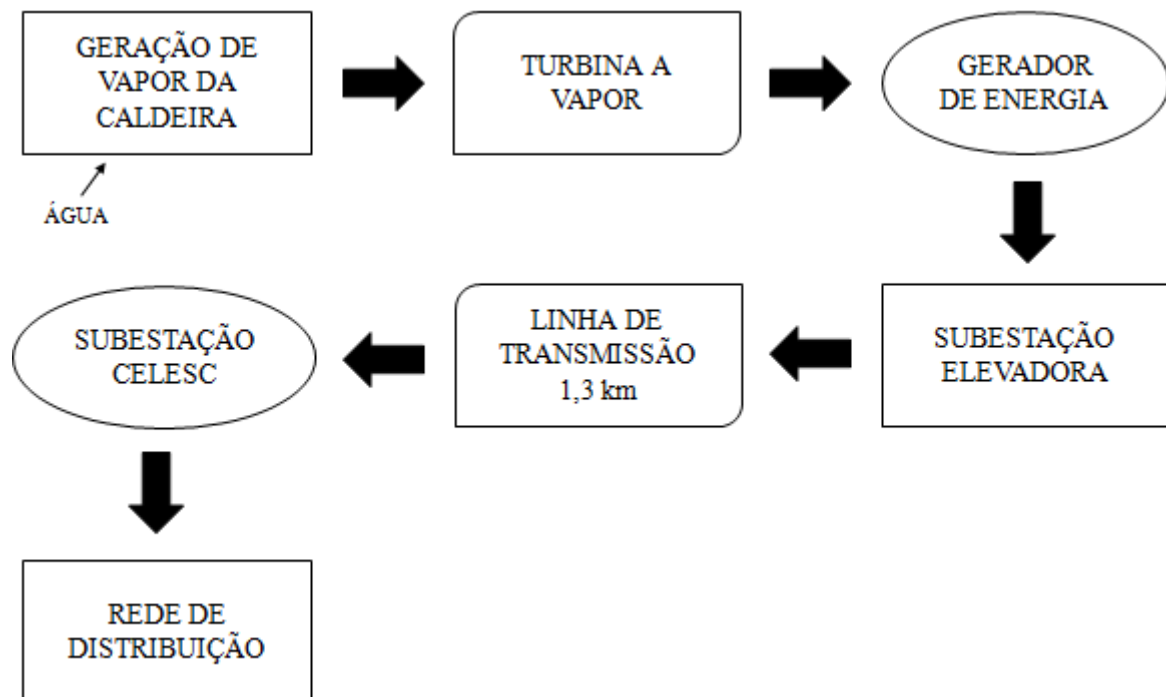 GERAÇÃO DE
VAPOR DA
CALDEIRA
TURBINA A
VAPOR
GERADOR
DE ENERGIA
ÁGUA
SUBESTAÇÃO
ELEVADORA
LINHA DE
TRANSMISSÃO
1,3 km
SUBESTAÇÃO
CELESC
REDE DE
DISTRIBUIÇÃO